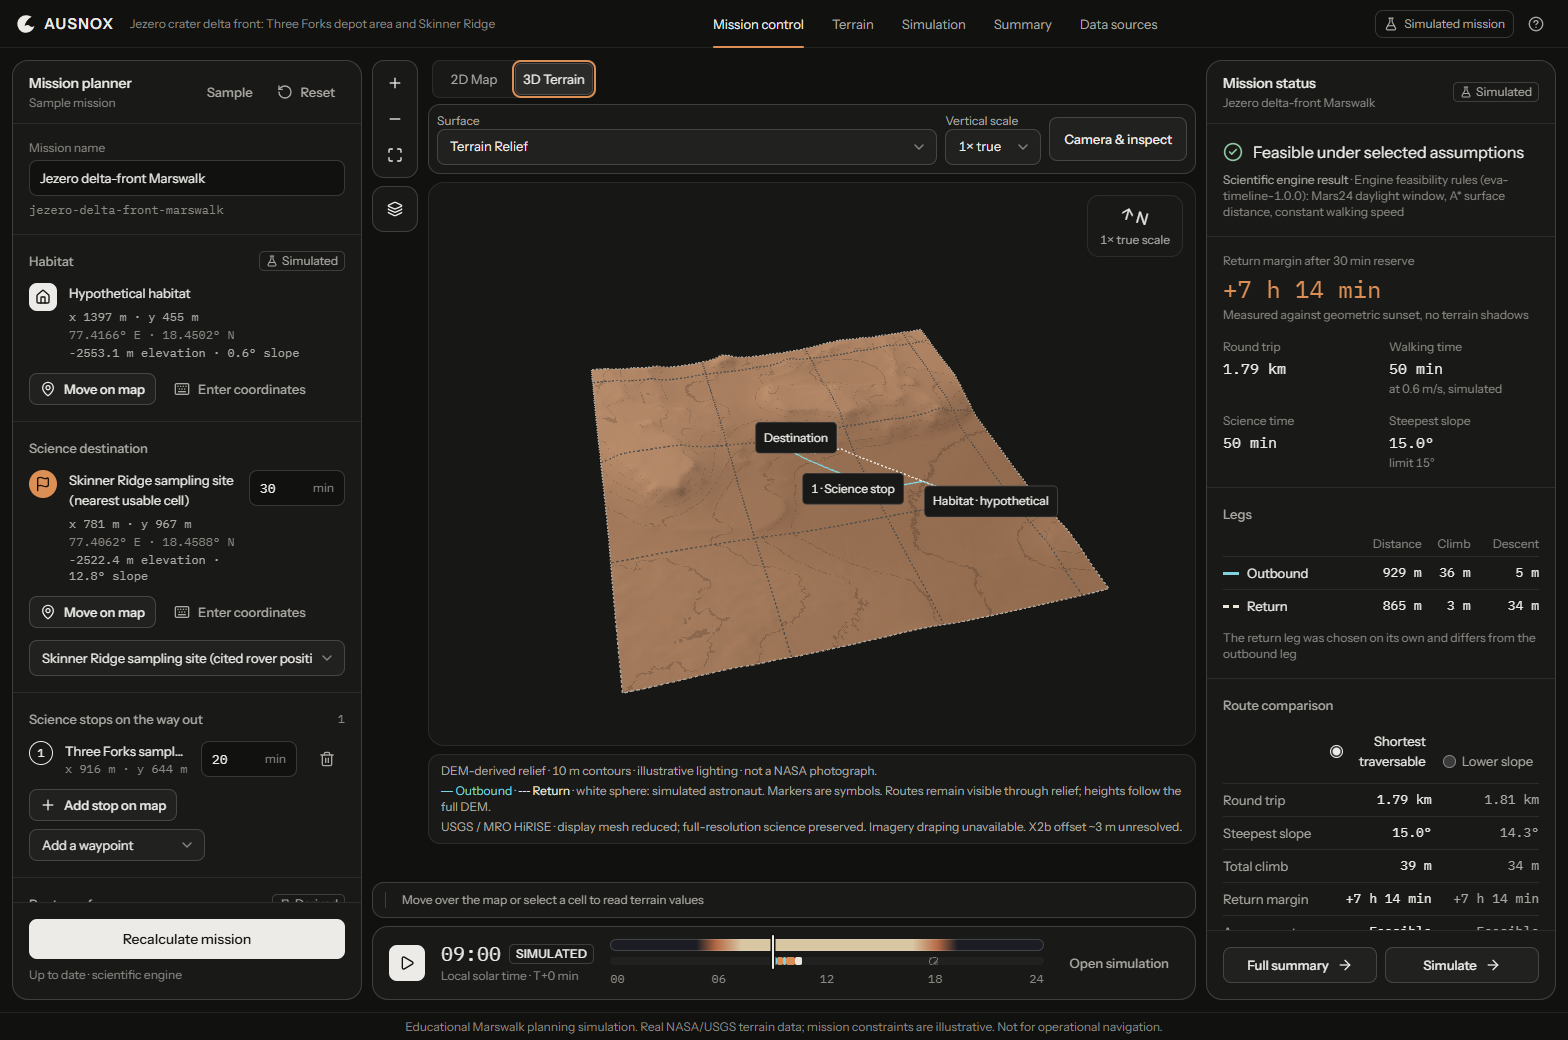 AUSNOX
Jezero crater delta front: Three Forks depot area and Skinner Ridge
Mission control
Terrain
Simulation
Summary
Data sources
Simulated mission
Mission planner
Sample mission
Sample
Reset
Mission name
Jezero delta-front Marswalk
jezero-delta-front-marswalk
Habitat
Simulated
Hypothetical habitat
x 1397 m · y 455 m
77.4166° E · 18.4502° N
-2553.1 m elevation · 0.6° slope
Move on map
Enter coordinates
Science destination
Skinner Ridge sampling site
(nearest usable cell)
30 min
x 781 m · y 967 m
77.4062° E · 18.4588° N
-2522.4 m elevation ·
12.8° slope
Move on map
Enter coordinates
Skinner Ridge sampling site (cited rover positi
Science stops on the way out
1
1
Three Forks sampl...
x 916 m · y 644 m
20 min
Add stop on map
Add a waypoint
Recalculate mission
Up to date · scientific engine
2D Map
3D Terrain
Surface
Terrain Relief
Vertical scale
1× true
Camera & inspect
N
1× true scale
Destination
1 · Science stop
Habitat · hypothetical
DEM-derived relief · 10 m contours · illustrative lighting · not a NASA photograph.
— Outbound · --- Return · white sphere: simulated astronaut. Markers are symbols. Routes remain visible through relief; heights follow the
full DEM.
USGS / MRO HiRISE · display mesh reduced; full-resolution science preserved. Imagery draping unavailable. X2b offset ~3 m unresolved.
Move over the map or select a cell to read terrain values
09:00
SIMULATED
Local solar time · T+0 min
00
06
12
18
24
Open simulation
Mission status
Jezero delta-front Marswalk
Simulated
Feasible under selected assumptions
Scientific engine result · Engine feasibility rules (eva-
timeline-1.0.0): Mars24 daylight window, A* surface
distance, constant walking speed
Return margin after 30 min reserve
+7 h 14 min
Measured against geometric sunset, no terrain shadows
Round trip
1.79 km
Walking time
50 min
at 0.6 m/s, simulated
Science time
50 min
Steepest slope
15.0°
limit 15°
Legs
Distance Climb Descent
Outbound 929 m 36 m 5 m
Return 865 m 3 m 34 m
The return leg was chosen on its own and differs from the
outbound leg
Route comparison
Shortest
traversable
Lower slope
Round trip 1.79 km 1.81 km
Steepest slope 15.0° 14.3°
Total climb 39 m 34 m
Return margin +7 h 14 min +7 h 14 min
Full summary
Simulate
Educational Marswalk planning simulation. Real NASA/USGS terrain data; mission constraints are illustrative. Not for operational navigation.